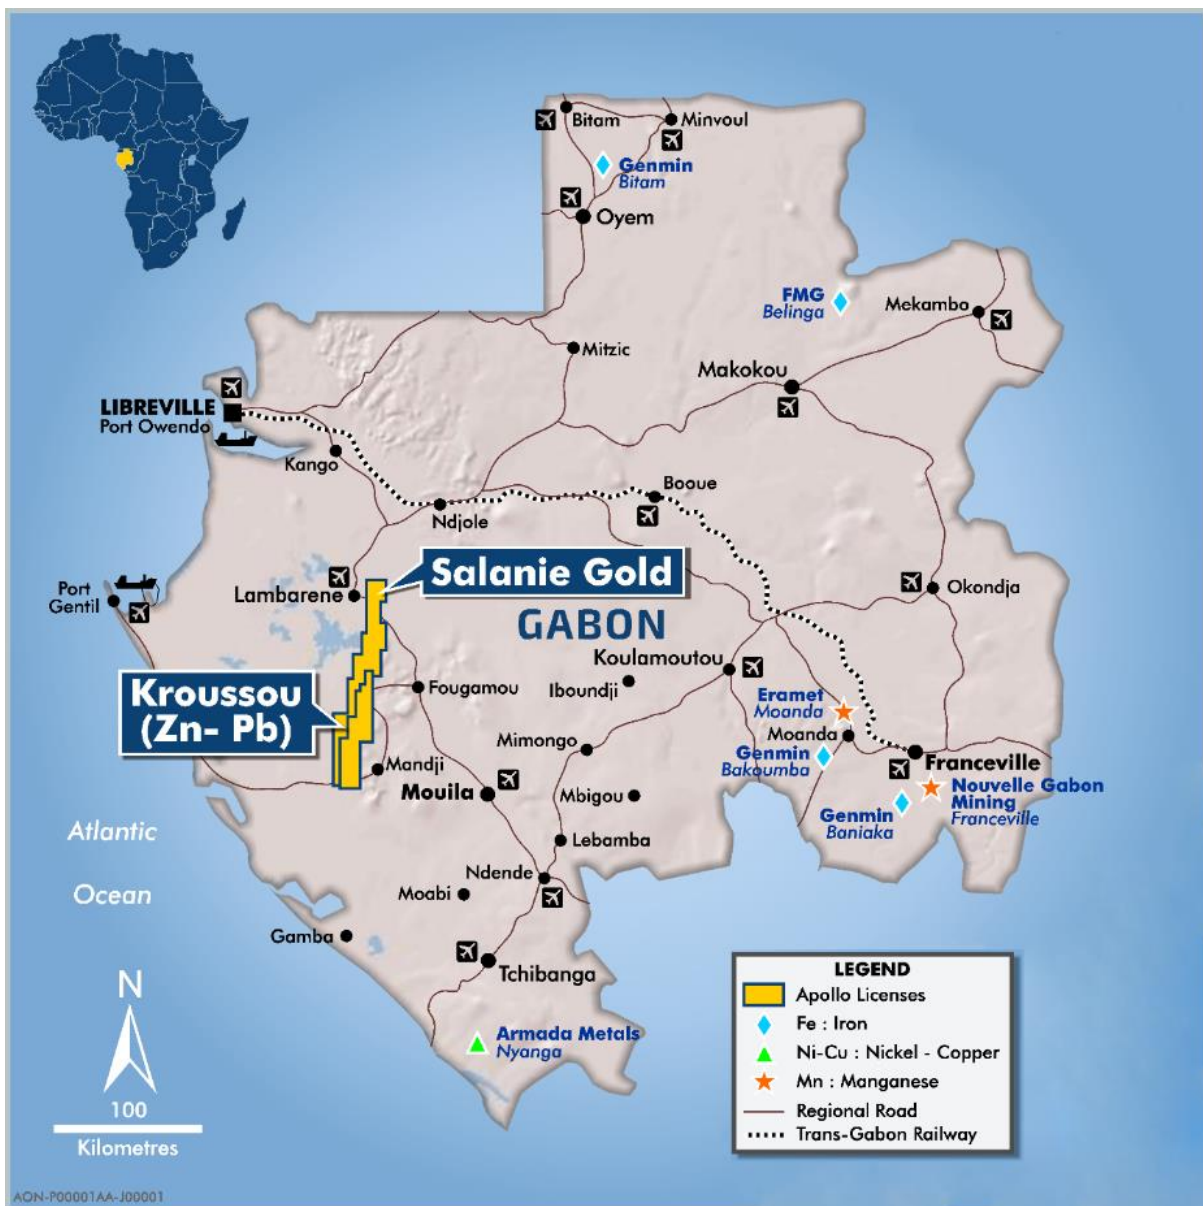 Bitam
Minvoul
Genmin
Bitam
Oyem
FMG
Belinga
Mekambo
Mitzic
Makokou
LIBREVILLE
Port Owendo
Kango
Booue
Ndjole
Salanie Gold
Port
Gentil
Lambarene
Okondja
GABON
Koulamoutou
Kroussou
(Zn- Pb)
Fougamou
Iboundji
Eramet
Moanda
Moanda
Mimongo
Genmin
Bakoumba
Franceville
Mandji
Mouila
Mbigou
Nouvelle Gabon
Mining
Franceville
Genmin
Baniaka
Atlantic
Ocean
Lebamba
Ndende
Moabi
Gamba
Tchibanga
Armada Metals
Nyanga
N
100
Kilometres
LEGEND
Apollo Licenses
Fe : Iron
Ni-Cu : Nickel - Copper
Mn : Manganese
Regional Road
Trans-Gabon Railway
AON-P00001AA-J00001